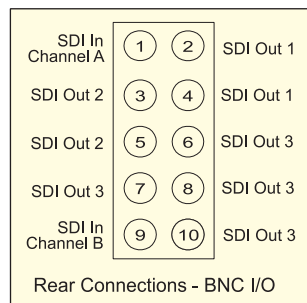 SDI In
Channel A
1
2
SDI Out 1
SDI Out 2
3
4
SDI Out 1
SDI Out 2
5
6
SDI Out 3
SDI Out 3
7
8
SDI Out 3
SDI In
Channel B
9
10
SDI Out 3
Rear Connections - BNC I/O